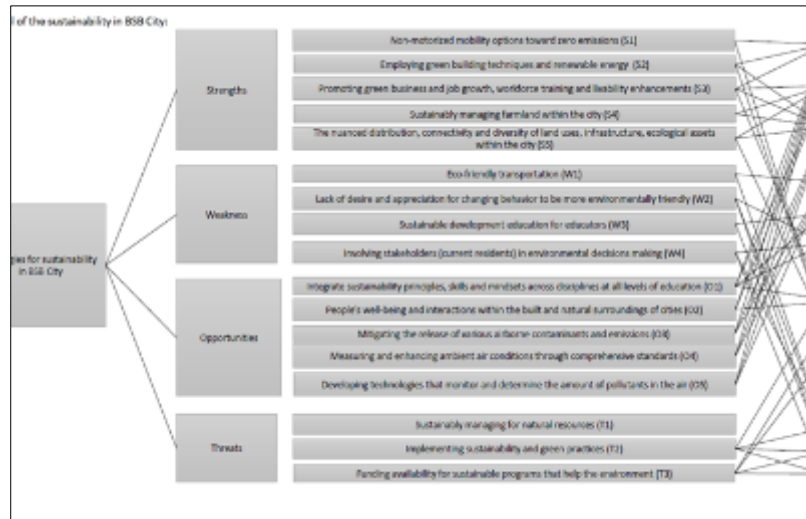 l of the sustainability in BSB City:
Non-motorized mobility options toward zero emissions (S1)
Employing green building techniques and renewable energy (S2)
Strengths
Promoting green business and job growth, workforce training and livability enhancements (S3)
Sustainably managing farmland within the city (S4)
The nuanced distribution, connectivity and diversity of land uses, infrastructure, ecological assets
within the city (S5)
Eco-friendly transportation (W1)
Lack of desire and appreciation for changing behavior to be more environmentally friendly (W2)
Weakness
Sustainable development education for educators (W3)
Involving stakeholders (current residents) in environmental decisions making (W4)
gies for sustainability
in BSB City
Integrate sustainability principles, skills and mindsets across disciplines at all levels of education (O1)
People's well-being and interactions within the built and natural surroundings of cities (O2)
Opportunities
Mitigating the release of various airborne contaminants and emissions (O3)
Measuring and enhancing ambient air conditions through comprehensive standards (O4)
Developing technologies that monitor and determine the amount of pollutants in the air (O5)
Sustainably managing for natural resources (T1)
Threats
Implementing sustainability and green practices (T2)
Funding availability for sustainable programs that help the environment (T3)